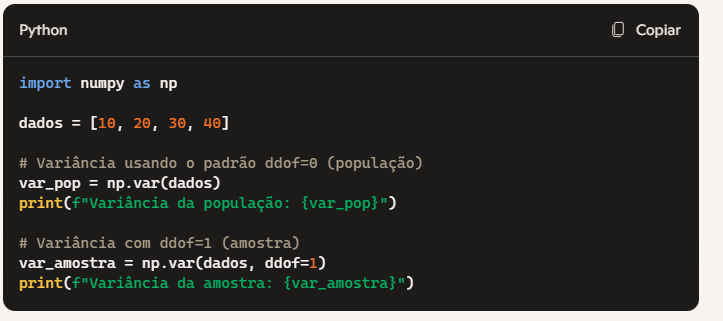 Python
Copiar
import numpy as np
dados = [10, 20, 30, 40]
# Variância usando o padrão ddof=0 (população)
var_pop = np.var(dados)
print(f"Variância da população: {var_pop}")
# Variância com ddof=1 (amostra)
var_amostra = np.var(dados, ddof=1)
print(f"Variância da amostra: {var_amostra}")